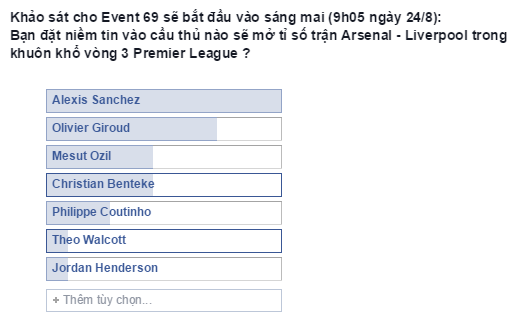 Khảo sát cho Event 69 sẽ bắt đầu vào sáng mai (9h05 ngày 24/8):
Bạn đặt niềm tin vào cầu thủ nào sẽ mở tỉ số trận Arsenal - Liverpool trong
khuôn khổ vòng 3 Premier League ?
Alexis Sanchez
Olivier Giroud
Mesut Ozil
Christian Benteke
Philippe Coutinho
Theo Walcott
Jordan Henderson
+ Thêm tùy chọn...